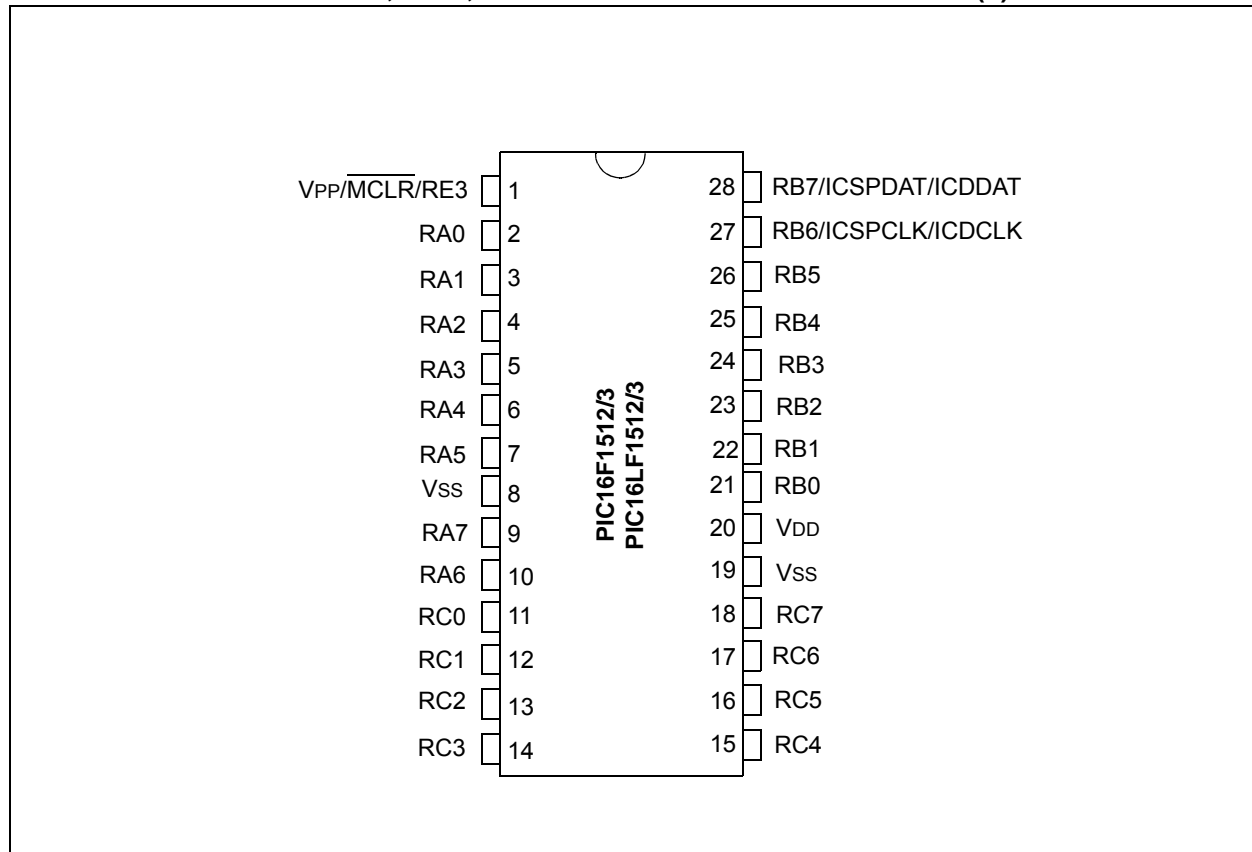 VPP/MCLR/RE3 1 28 RB7/ICSPDAT/ICDDAT
RA0 2 27 RB6/ICSPCLK/ICDCLK
RA1 3 26 RB5
RA2 4 25 RB4
RA3 5 24 RB3
RA4 6 23 RB2
RA5 7 22 RB1
VSS 8 21 RB0
RA7 9 20 VDD
RA6 10 19 VSS
RC0 11 18 RC7
RC1 12 17 RC6
RC2 13 16 RC5
RC3 14 15 RC4
PIC16F1512/3
PIC16LF1512/3